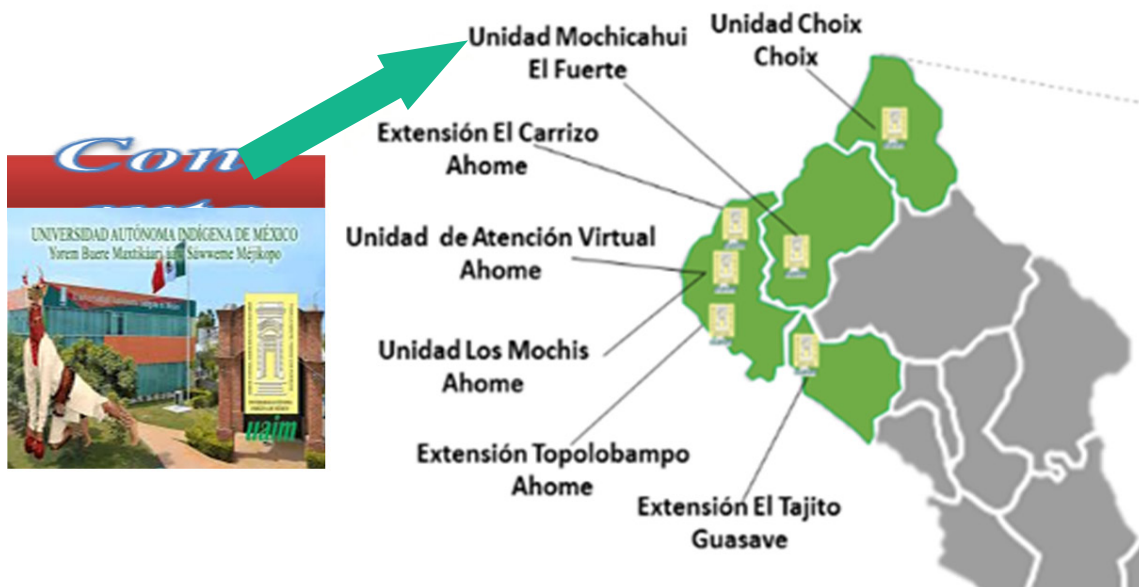 Con
UNIVERSIDAD AUTÓNOMA INDÍGENA DE MÉXICO
uaim
Unidad Mochicahui
El Fuerte
Unidad Choix
Choix
Extensión El Carrizo
Ahome
Unidad de Atención Virtual
Ahome
Unidad Los Mochis
Ahome
Extensión Topolobampo
Ahome
Extensión El Tajito
Guasave